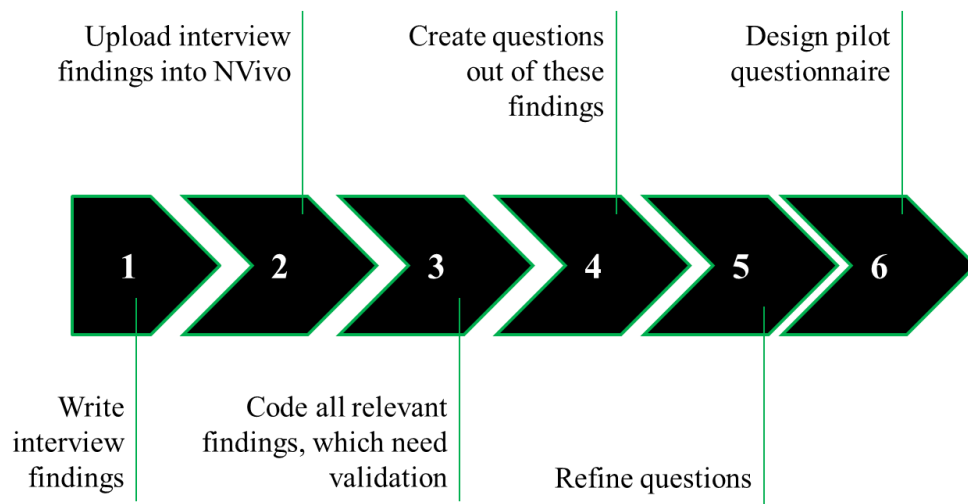 Upload interview
findings into NVivo
Create questions
out of these
findings
Design pilot
questionnaire
1
2
3
4
5
6
Write
interview
findings
Code all relevant
findings, which need
validation
Refine questions